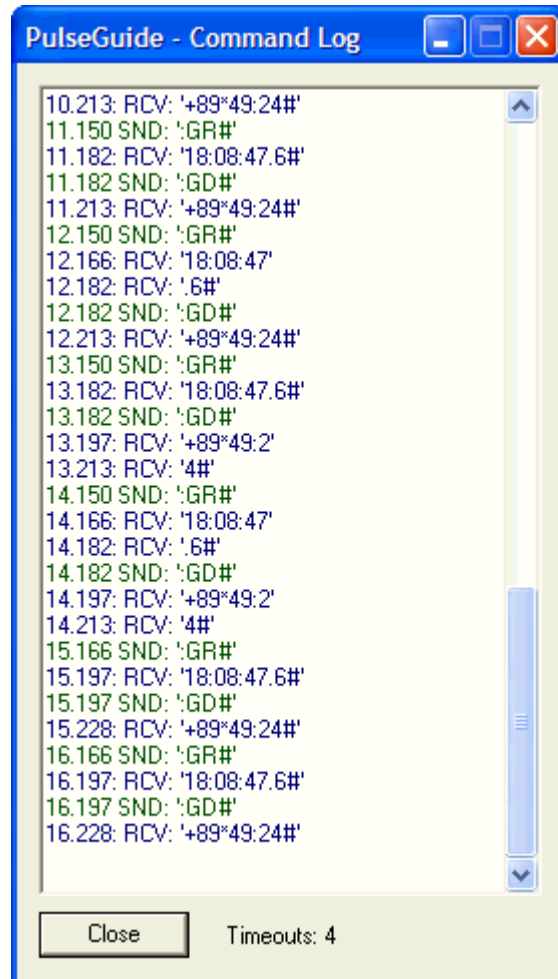 PulseGuide - Command Log
10.213: RCV: '+89*49:24#'
11.150 SND: ':GR#'
11.182: RCV: '18:08:47.6#'
11.182 SND: ':GD#'
11.213: RCV: '+89*49:24#'
12.150 SND: ':GR#'
12.166: RCV: '18:08:47'
12.182: RCV: '.6#'
12.182 SND: ':GD#'
12.213: RCV: '+89*49:24#'
13.150 SND: ':GR#'
13.182: RCV: '18:08:47.6#'
13.182 SND: ':GD#'
13.197: RCV: '+89*49:2'
13.213: RCV: '4#'
14.150 SND: ':GR#'
14.166: RCV: '18:08:47'
14.182: RCV: '.6#'
14.182 SND: ':GD#'
14.197: RCV: '+89*49:2'
14.213: RCV: '4#'
15.166 SND: ':GR#'
15.197: RCV: '18:08:47.6#'
15.197 SND: ':GD#'
15.228: RCV: '+89*49:24#'
16.166 SND: ':GR#'
16.197: RCV: '18:08:47.6#'
16.197 SND: ':GD#'
16.228: RCV: '+89*49:24#'
Close
Timeouts: 4